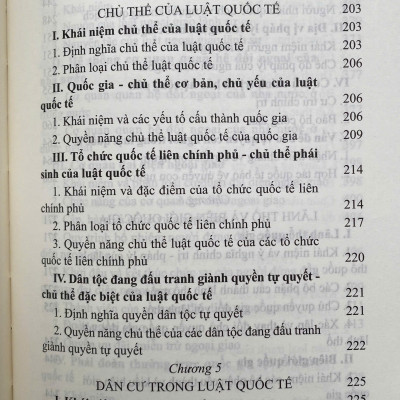 CHỦ THỂ CỦA LUẬT QUỐC TẾ 203
I. Khái niệm chủ thể của luật quốc tế 203
1. Định nghĩa chủ thể của luật quốc tế 203
2. Phân loại chủ thể luật quốc tế 206
II. Quốc gia - chủ thể cơ bản, chủ yếu của luật
quốc tế 206
1. Khái niệm và các yếu tố cấu thành quốc gia 206
2. Quyền năng chủ thể luật quốc tế của quốc gia 209
III. Tổ chức quốc tế liên chính phủ - chủ thể phái
sinh của luật quốc tế 214
1. Khái niệm và đặc điểm của tổ chức quốc tế liên
chính phủ 214
2. Phân loại tổ chức quốc tế liên chính phủ 217
3. Quyền năng chủ thể luật quốc tế của các tổ chức
quốc tế liên chính phủ 220
IV. Dân tộc đang đấu tranh giành quyền tự quyết -
chủ thể đặc biệt của luật quốc tế 221
1. Định nghĩa quyền dân tộc tự quyết 221
2. Quyền năng chủ thể của các dân tộc đang đấu tranh
giành quyền tự quyết 222
Chương 5
DÂN CƯ TRONG LUẬT QUỐC TẾ 225
225